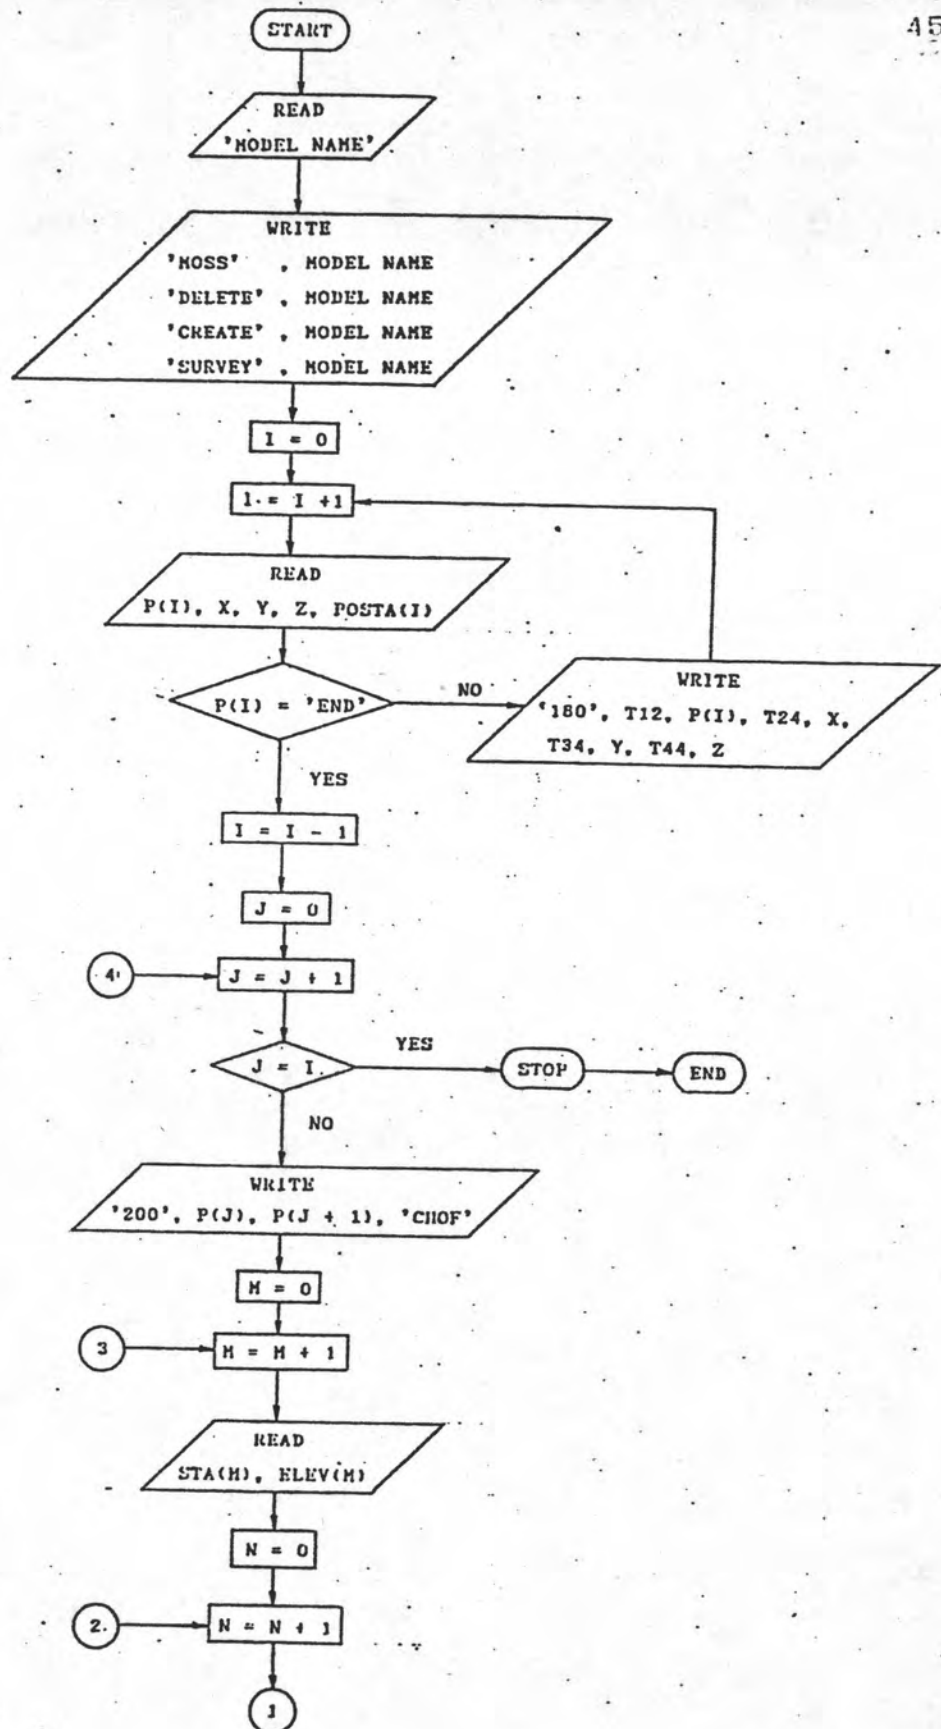 45
START
READ
'MODEL NAME'
WRITE
'MOSS' , MODEL NAME
'DELETE' , MODEL NAME
'CREATE' , MODEL NAME
'SURVEY' , MODEL NAME
I = 0
I = I +1
READ
P(I), X, Y, Z, POSTA(I)
P(I) = 'END'
NO
WRITE
'180', T12, P(I), T24, X,
T34, Y, T44, Z
YES
I = I - 1
J = 0
4
J = J + 1
J = I
YES
STOP
END
NO
WRITE
'200', P(J), P(J + 1), 'CHOF'
M = 0
3
M = M + 1
READ
STA(M), ELEV(M)
N = 0
2
N = N + 1
1